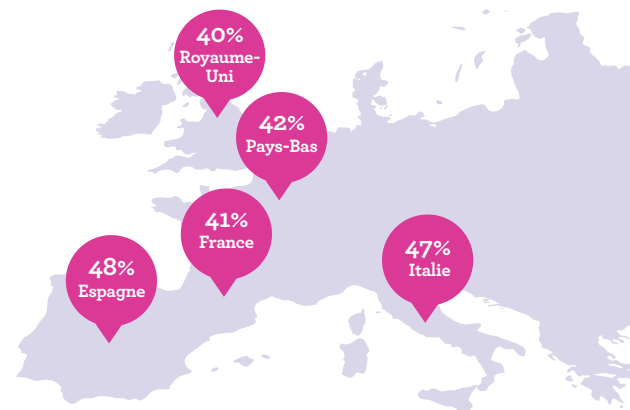 40%
Royaume-
Uni
42%
Pays-Bas
41%
France
47%
Italie
48%
Espagne